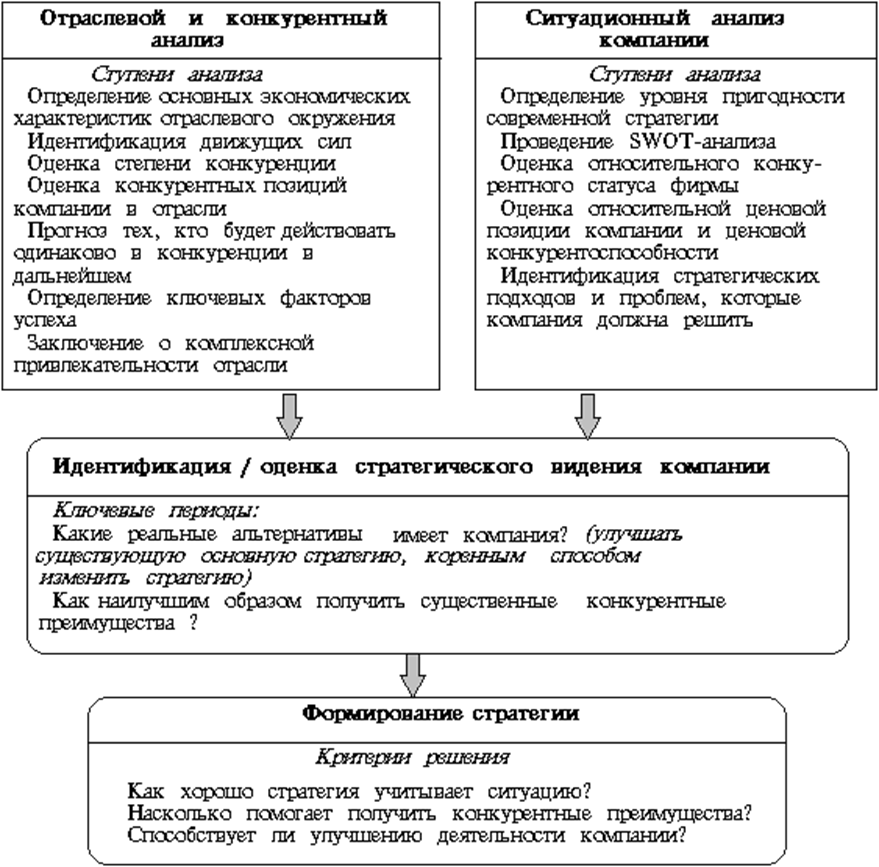 Отраслевой и конкурентный
анализ
Ступени анализа
Определение основных экономических
характеристик отраслевого окружения
Идентификация движущих сил
Оценка степени конкуренции
Оценка конкурентных позиций
компании в отрасли
Прогноз тех, кто будет действовать
одинаково в конкуренции в
дальнейшем
Определение ключевых факторов
успеха
Заключение о комплексной
привлекательности отрасли
Ситуационный анализ
компании
Ступени анализа
Определение уровня пригодности
современной стратегии
Проведение SWOT-анализа
Оценка относительного конку-
рентного статуса фирмы
Оценка относительной ценовой
позиции компании и ценовой
конкурентоспособности
Идентификация стратегических
подходов и проблем, которые
компания должна решить
Идентификация / оценка стратегического видения компании
Ключевые периоды:
Какие реальные альтернативы имеет компания? (улучшать
существующую основную стратегию, коренным способом
изменить стратегию)
Как наилучшим образом получить существенные конкурентные
преимущества ?
Формирование стратегии
Критерии решения
Как хорошо стратегия учитывает ситуацию?
Насколько помогает получить конкурентные преимущества?
Способствует ли улучшению деятельности компании?